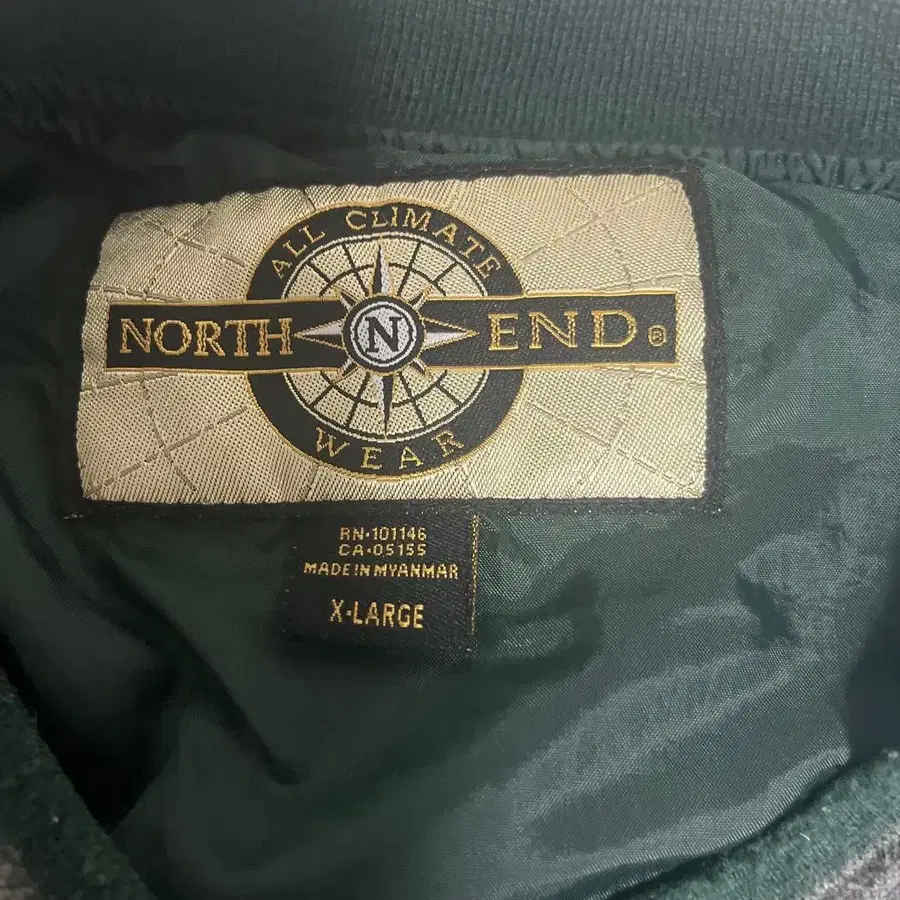 ALL CLIMATE
NORTH N END®
WEAR
RN-101146
CA-05155
MADE IN MYANMAR
X-LARGE